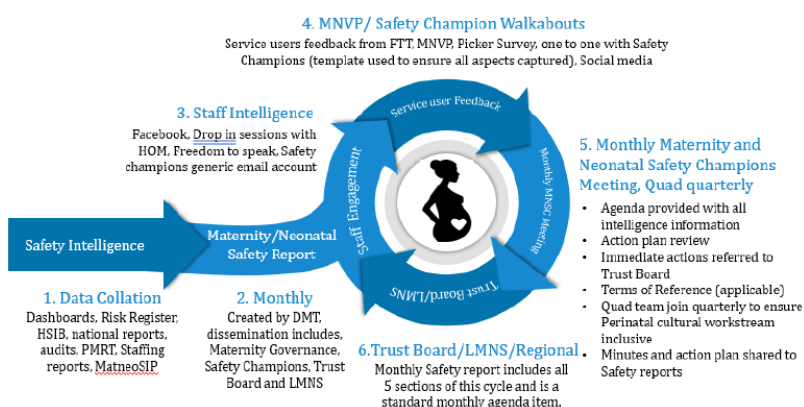 4. MNVP/ Safety Champion Walkabouts
Service users feedback from FTT, MNVP, Picker Survey, one to one with Safety
Champions (template used to ensure all aspects captured), Social media
3. Staff Intelligence
Facebook, Drop in sessions with
HOM, Freedom to speak, Safety
champions generic email account
Service user Feedback
Monthly MNSC Meeting
Trust Board/LMNS
Staff Engagement
Safety Intelligence
Maternity/Neonatal
Safety Report
1. Data Collation
Dashboards, Risk Register,
HSIB, national reports,
audits, PMRT, Staffing
reports, MatneoSIP
2. Monthly
Created by DMT,
dissemination includes,
Maternity Governance,
Safety Champions, Trust
Board and LMNS
5. Monthly Maternity and
Neonatal Safety Champions
Meeting, Quad quarterly
• Agenda provided with all
intelligence information
• Action plan review
• Immediate actions referred to
Trust Board
• Terms of Reference (applicable)
• Quad team join quarterly to ensure
Perinatal cultural workstream
inclusive
• Minutes and action plan shared to
Safety reports
6.Trust Board/LMNS/Regional
Monthly Safety report includes all
5 sections of this cycle and is a
standard monthly agenda item.